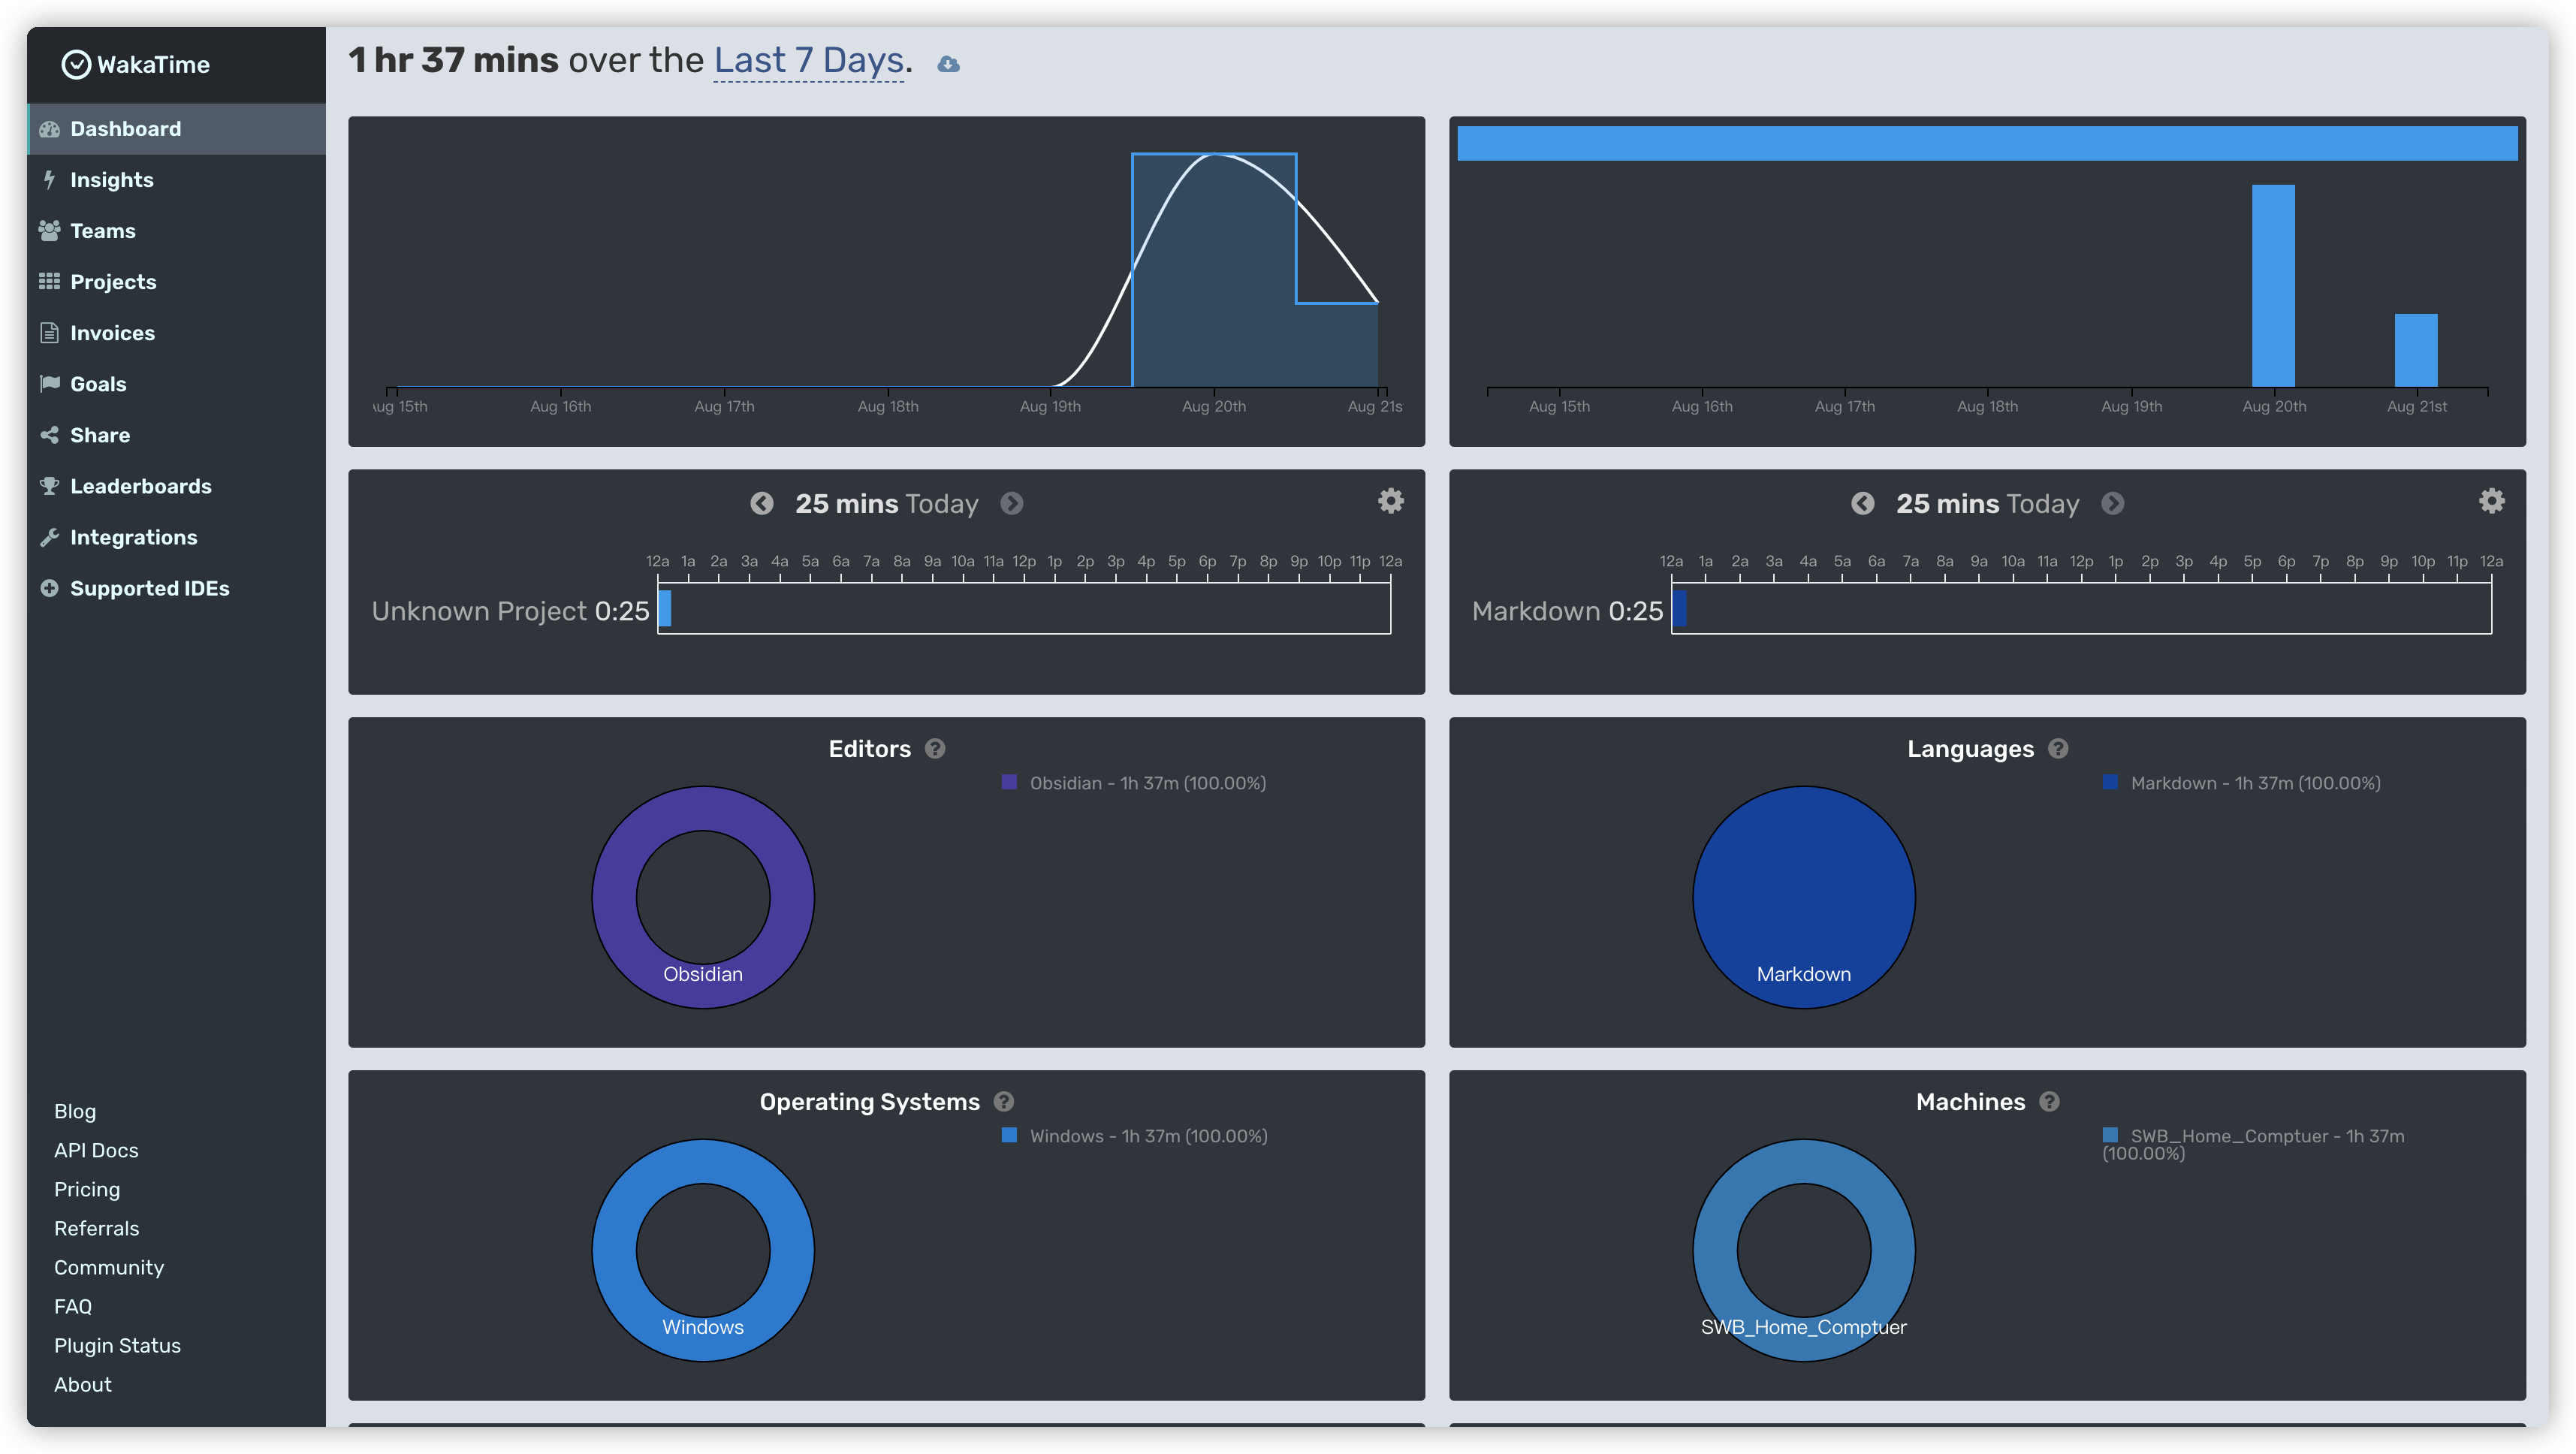 WakaTime
Dashboard
Insights
Teams
Projects
Invoices
Goals
Share
Leaderboards
Integrations
Supported IDEs
Blog
API Docs
Pricing
Referrals
Community
FAQ
Plugin Status
About
1 hr 37 mins over the Last 7 Days.
ug 15th Aug 16th Aug 17th Aug 18th Aug 19th Aug 20th Aug 21s
Aug 15th Aug 16th Aug 17th Aug 18th Aug 19th Aug 20th Aug 21st
25 mins Today
12a 1a 2a 3a 4a 5a 6a 7a 8a 9a 10a 11a 12p 1p 2p 3p 4p 5p 6p 7p 8p 9p 10p 11p 12a
Unknown Project 0:25
25 mins Today
12a 1a 2a 3a 4a 5a 6a 7a 8a 9a 10a 11a 12p 1p 2p 3p 4p 5p 6p 7p 8p 9p 10p 11p 12a
Markdown 0:25
Editors ?
Obsidian - 1h 37m (100.00%)
Obsidian
Languages ?
Markdown - 1h 37m (100.00%)
Markdown
Operating Systems ?
Windows - 1h 37m (100.00%)
Windows
Machines ?
SWB_Home_Comptuer - 1h 37m
(100.00%)
SWB_Home_Comptuer